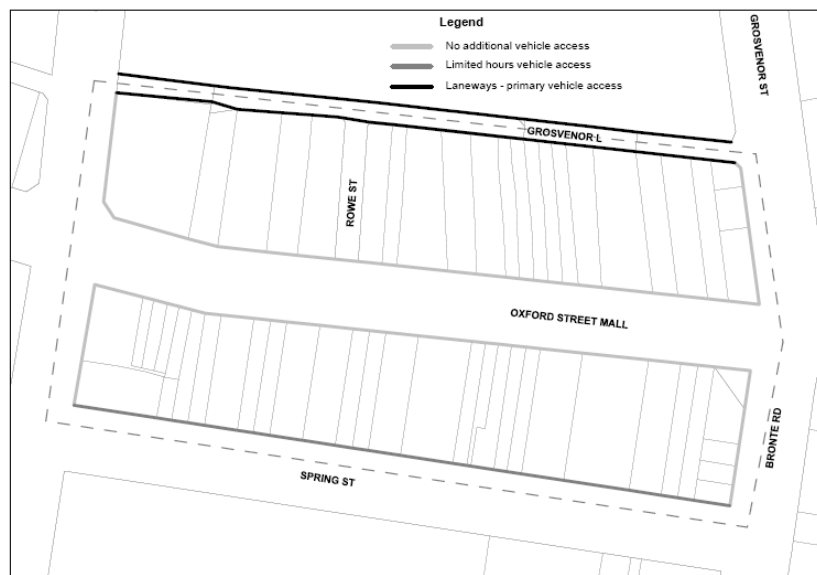 Legend
No additional vehicle access
Limited hours vehicle access
Laneways - primary vehicle access
GROSVENOR ST
GROSVENOR L
ROWE ST
OXFORD STREET MALL
BRONTE RD
SPRING ST